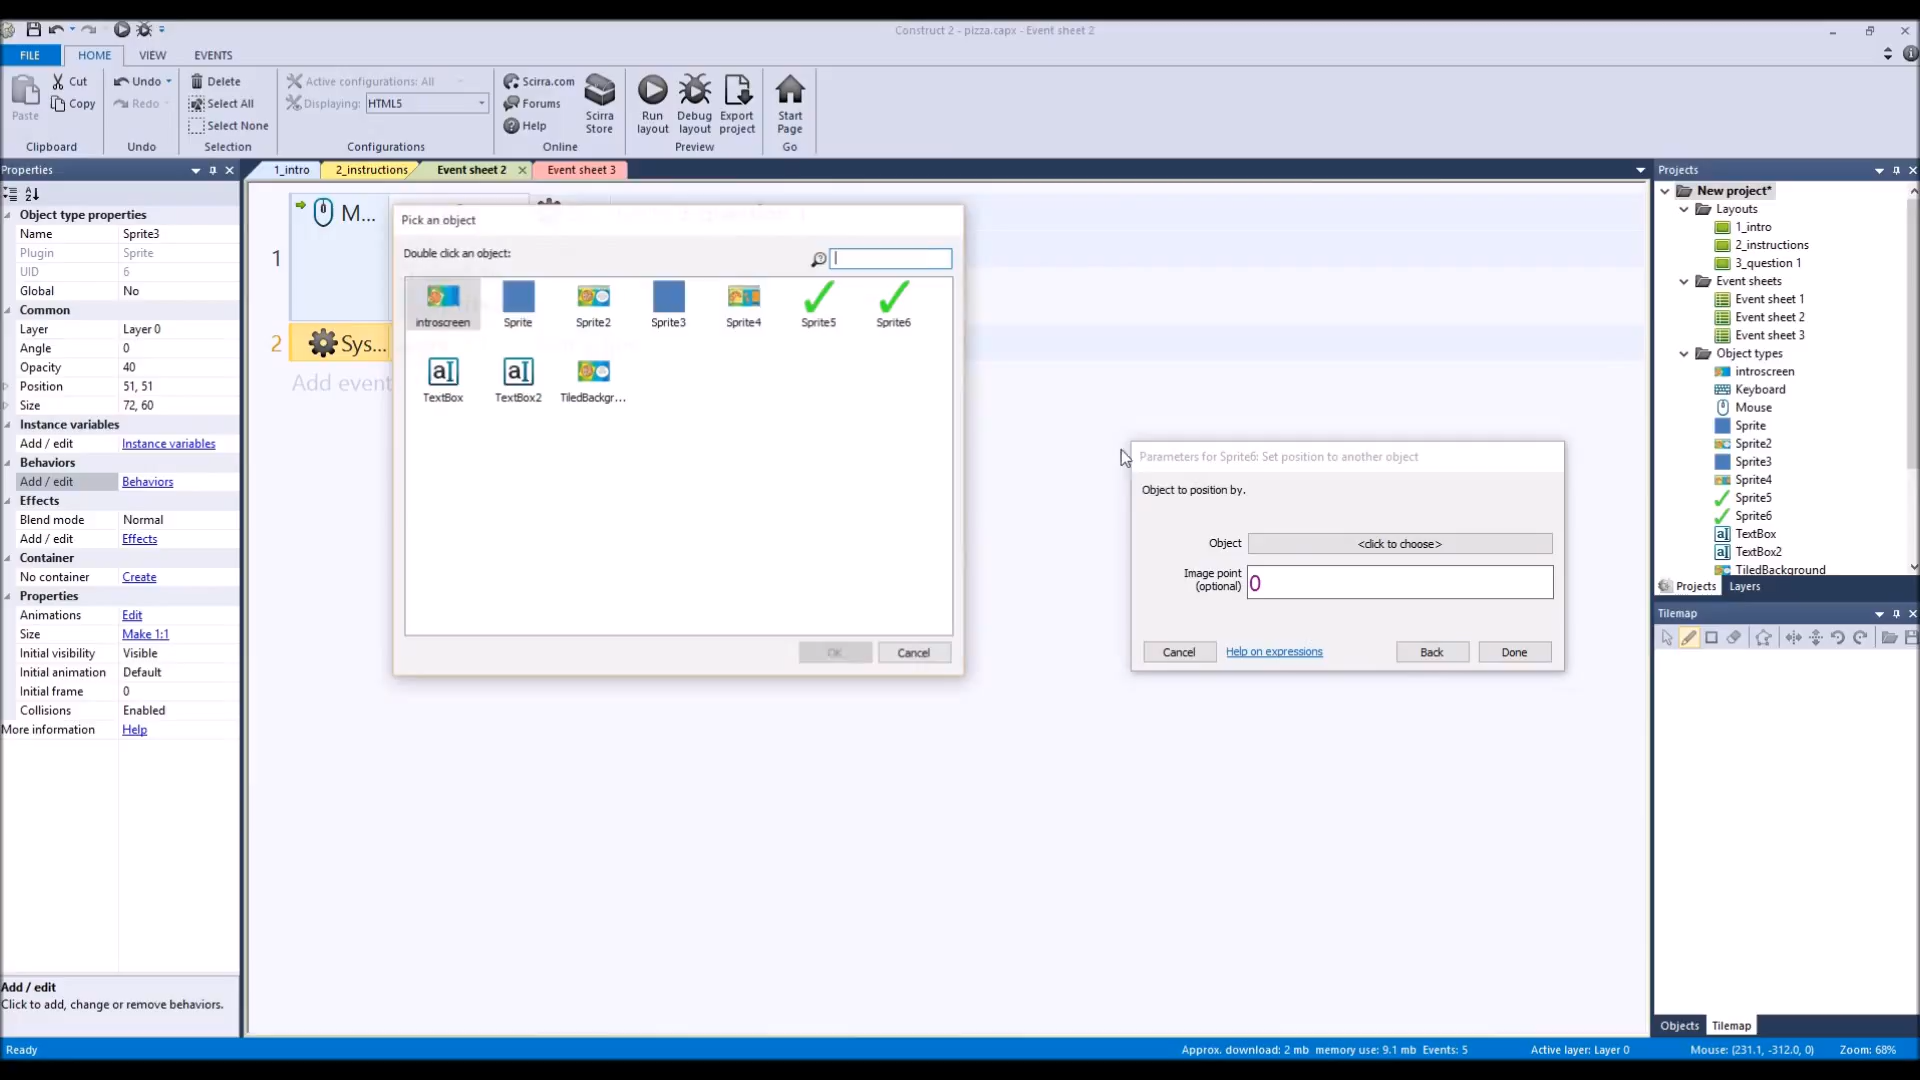 Construct 2 - pizza.capx - Event sheet 2
FILE HOME VIEW EVENTS
Paste
Cut
Copy
Clipboard
Undo
Redo
Undo
Delete
Select All
Select None
Selection
Active configurations: All
Displaying: HTML5
Configurations
Scirra.com
Forums
Help
Scirra Store
Online
Run layout
Debug layout
Export project
Preview
Start Page
Go
Properties
Object type properties
Name Sprite3
Plugin Sprite
UID 6
Global No
Common
Layer Layer 0
Angle 0
Opacity 40
Position 51, 51
Size 72, 60
Instance variables
Add / edit Instance variables
Behaviors
Add / edit Behaviors
Effects
Blend mode Normal
Add / edit Effects
Container
No container Create
Properties
Animations Edit
Size Make 1:1
Initial visibility Visible
Initial animation Default
Initial frame 0
Collisions Enabled
More information Help
Add / edit
Click to add, change or remove behaviors.
1_intro 2_instructions Event sheet 2 Event sheet 3
1 M...
2 Sys...
Add event
Pick an object
Double click an object:
introscreen Sprite Sprite2 Sprite3 Sprite4 Sprite5 Sprite6
TextBox TextBox2 TiledBackgr...
OK Cancel
Parameters for Sprite6: Set position to another object
Object to position by.
Object <click to choose>
Image point (optional) 0
Cancel Help on expressions Back Done
Projects
New project*
Layouts
1_intro
2_instructions
3_question 1
Event sheets
Event sheet 1
Event sheet 2
Event sheet 3
Object types
introscreen
Keyboard
Mouse
Sprite
Sprite2
Sprite3
Sprite4
Sprite5
Sprite6
TextBox
TextBox2
TiledBackground
Projects Layers
Tilemap
Objects Tilemap
Ready Approx. download: 2 mb memory use: 9.1 mb Events: 5 Active layer: Layer 0 Mouse: (231.1, -312.0, 0) Zoom: 68%